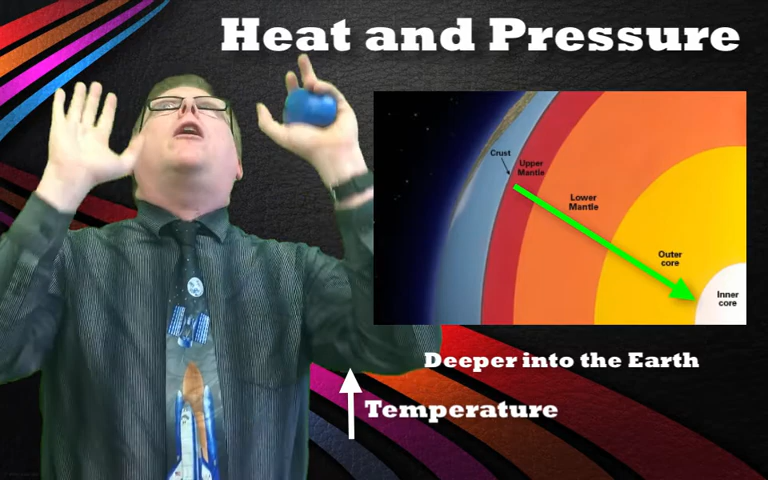 Heat and Pressure
Crust
Upper
Mantle
Lower
Mantle
Outer
core
Inner
core
Deeper into the Earth
Temperature